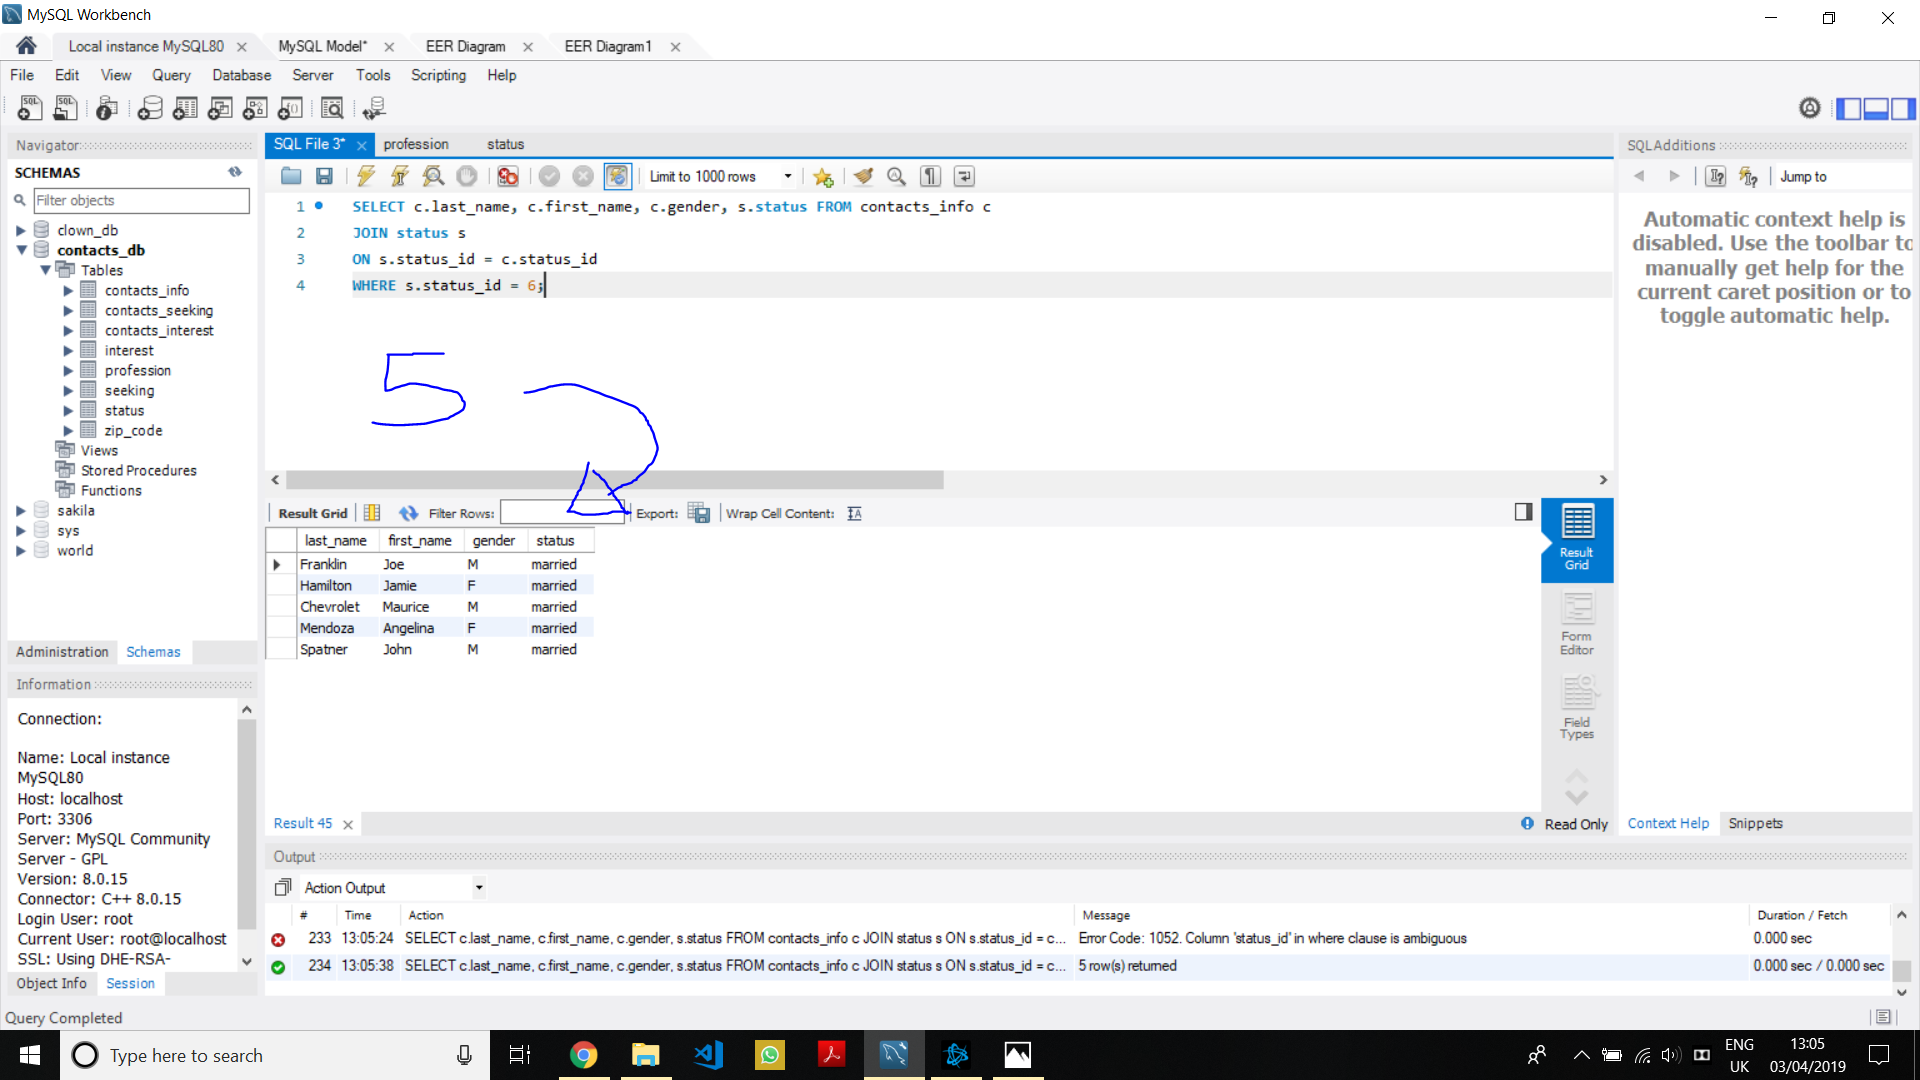 MySQL Workbench
Local instance MySQL80
MySQL Model*
EER Diagram
EER Diagram1
File Edit View Query Database Server Tools Scripting Help
Navigator
SCHEMAS
Filter objects
clown_db
contacts_db
Tables
contacts_info
contacts_seeking
contacts_interest
interest
profession
seeking
status
zip_code
Views
Stored Procedures
Functions
sakila
sys
world
Administration Schemas
Information
Connection:
Name: Local instance
MySQL80
Host: localhost
Port: 3306
Server: MySQL Community
Server - GPL
Version: 8.0.15
Connector: C++ 8.0.15
Login User: root
Current User: root@localhost
SSL: Using DHE-RSA-
Object Info Session
Query Completed
SQL File 3* profession status
Limit to 1000 rows
1 SELECT c.last_name, c.first_name, c.gender, s.status FROM contacts_info c
2 JOIN status s
3 ON s.status_id = c.status_id
4 WHERE s.status_id = 6;
5
Result Grid Filter Rows: Export: Wrap Cell Content:
last_name first_name gender status
Franklin Joe M married
Hamilton Jamie F married
Chevrolet Maurice M married
Mendoza Angelina F married
Spatner John M married
Result
Grid
Form
Editor
Field
Types
Result 45
Read Only
SQLAdditions
Jump to
Automatic context help is
disabled. Use the toolbar to
manually get help for the
current caret position or to
toggle automatic help.
Context Help Snippets
Output
Action Output
# Time Action Message Duration / Fetch
233 13:05:24 SELECT c.last_name, c.first_name, c.gender, s.status FROM contacts_info c JOIN status s ON s.status_id = c... Error Code: 1052. Column 'status_id' in where clause is ambiguous 0.000 sec
234 13:05:38 SELECT c.last_name, c.first_name, c.gender, s.status FROM contacts_info c JOIN status s ON s.status_id = c... 5 row(s) returned 0.000 sec / 0.000 sec
Type here to search
ENG
UK
13:05
03/04/2019